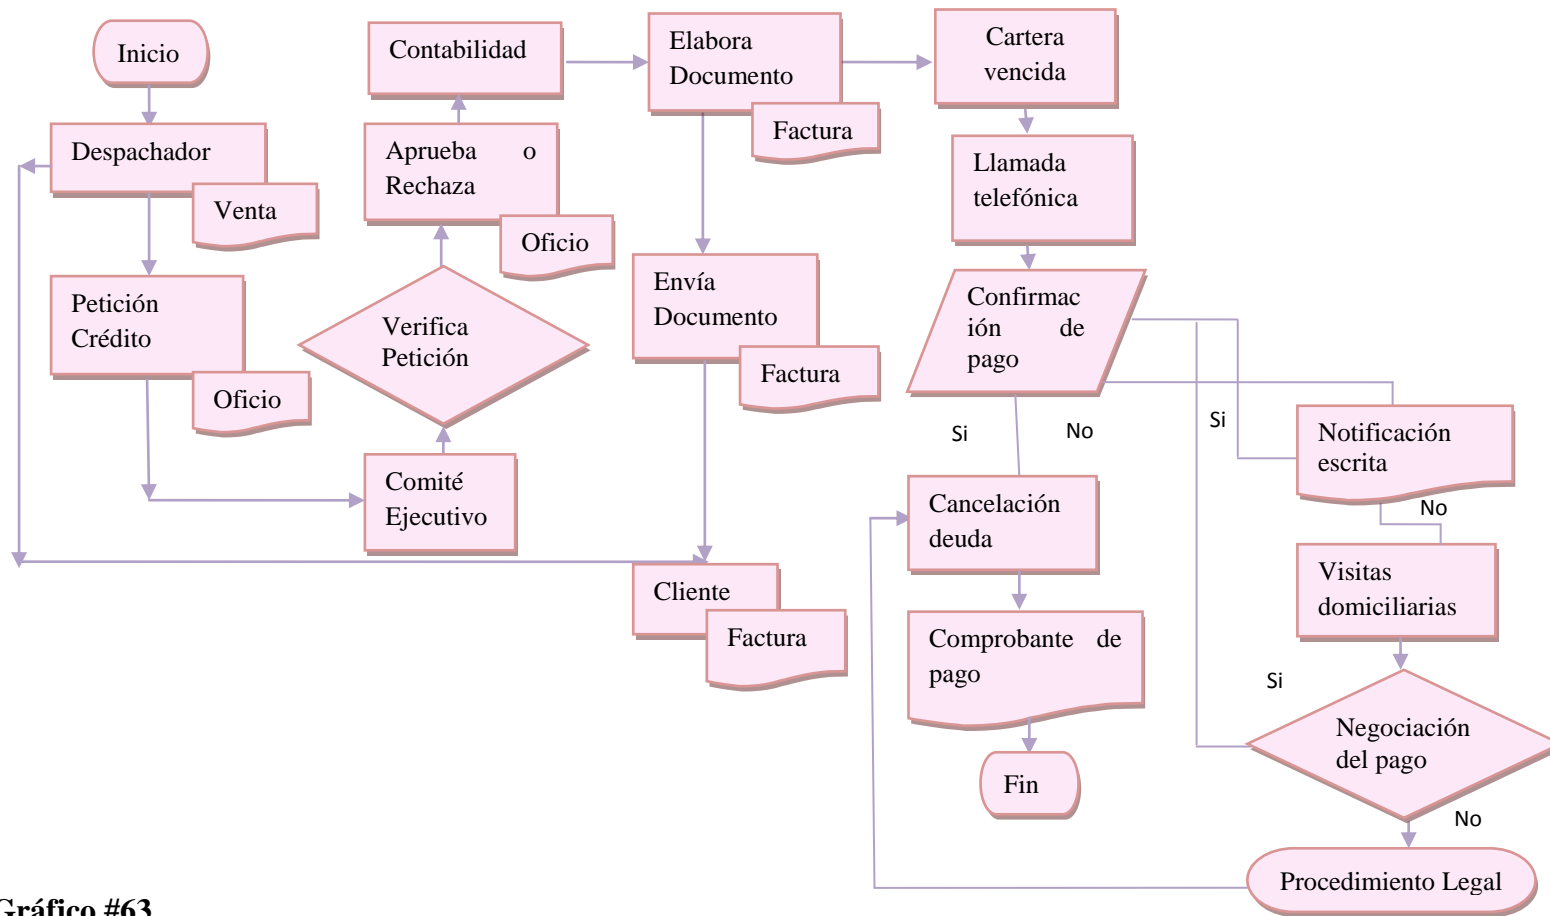 Inicio
Despachador
Venta
Petición
Crédito
Oficio
Contabilidad
Aprueba o
Rechaza
Oficio
Verifica
Petición
Comité
Ejecutivo
Elabora
Documento
Factura
Envía
Documento
Factura
Cliente
Factura
Cartera
vencida
Llamada
telefónica
Confirmac
ión de
pago
Si
No
Cancelación
deuda
Comprobante de
pago
Fin
Si
Notificación
escrita
No
Visitas
domiciliarias
Si
Negociación
del pago
No
Procedimiento Legal
Gráfico #63